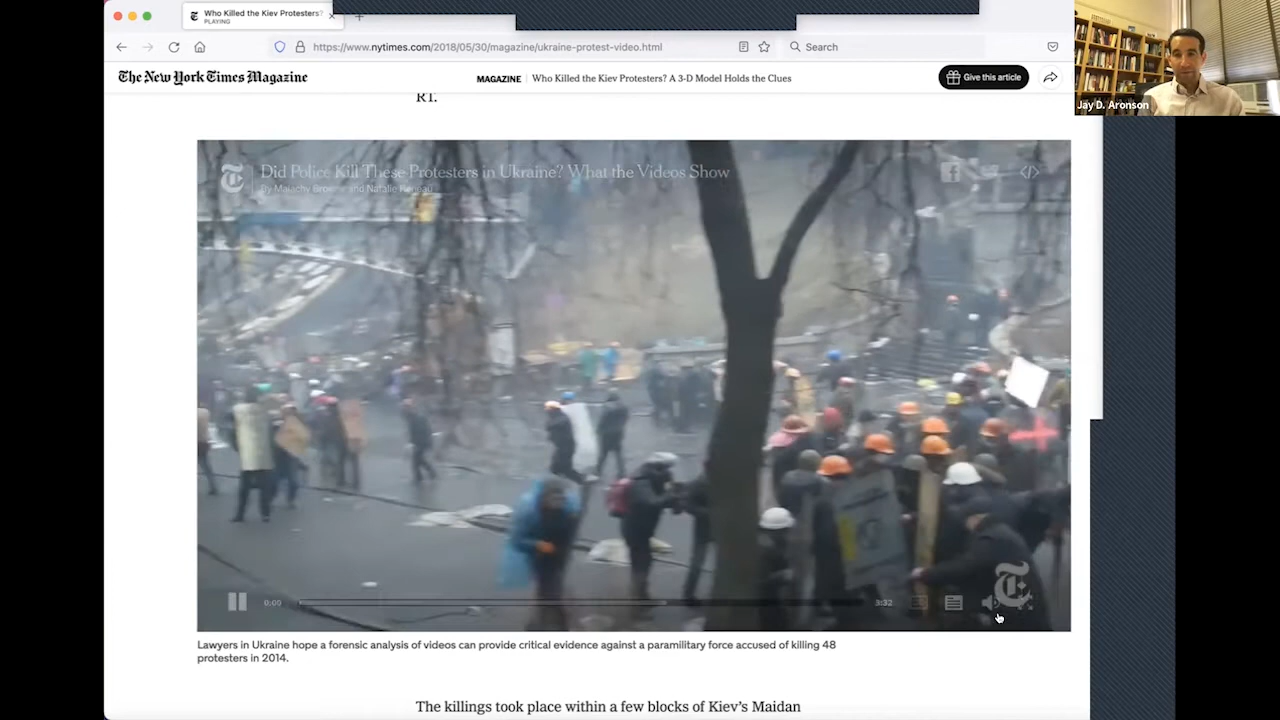 Who Killed the Kiev Protesters?
PLAYING
https://www.nytimes.com/2018/05/30/magazine/ukraine-protest-video.html
Search
The New York Times Magazine
MAGAZINE
Who Killed the Kiev Protesters? A 3-D Model Holds the Clues
Give this article
Jay D. Aronson
RT.
Did Police Kill These Protesters in Ukraine? What the Videos Show
By Malachy and Natalie
0:00
3:32
Lawyers in Ukraine hope a forensic analysis of videos can provide critical evidence against a paramilitary force accused of killing 48
protesters in 2014.
The killings took place within a few blocks of Kiev's Maidan